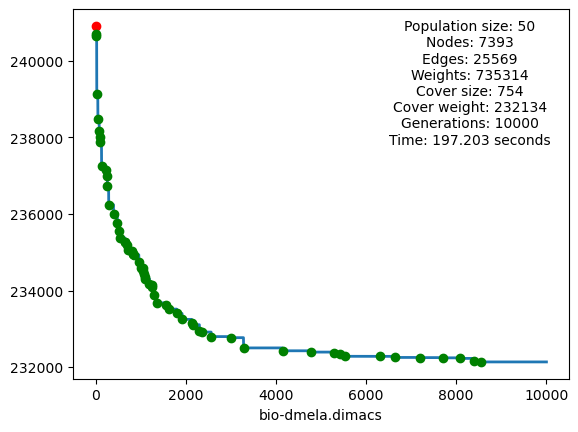 Population size: 50
Nodes: 7393
Edges: 25569
Weights: 735314
Cover size: 754
Cover weight: 232134
Generations: 10000
Time: 197.203 seconds
240000
238000
236000
234000
232000
0 2000 4000 6000 8000 10000
bio-dmela.dimacs